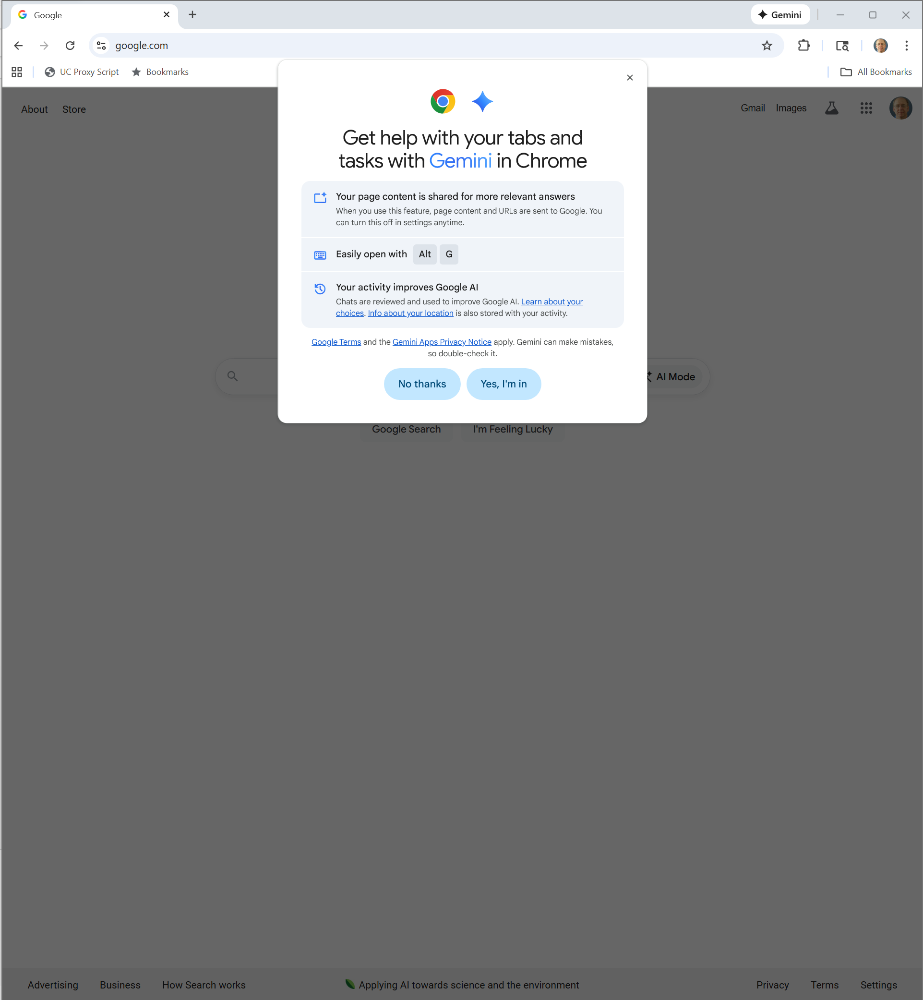 Google
Gemini
google.com
UC Proxy Script
Bookmarks
All Bookmarks
About
Store
Gmail
Images
Get help with your tabs and
tasks with Gemini in Chrome
Your page content is shared for more relevant answers
When you use this feature, page content and URLs are sent to Google. You
can turn this off in settings anytime.
Easily open with Alt G
Your activity improves Google AI
Chats are reviewed and used to improve Google AI. Learn about your
choices. Info about your location is also stored with your activity.
Google Terms and the Gemini Apps Privacy Notice apply. Gemini can make mistakes,
so double-check it.
No thanks
Yes, I'm in
AI Mode
Google Search
I'm Feeling Lucky
Advertising
Business
How Search works
Applying AI towards science and the environment
Privacy
Terms
Settings